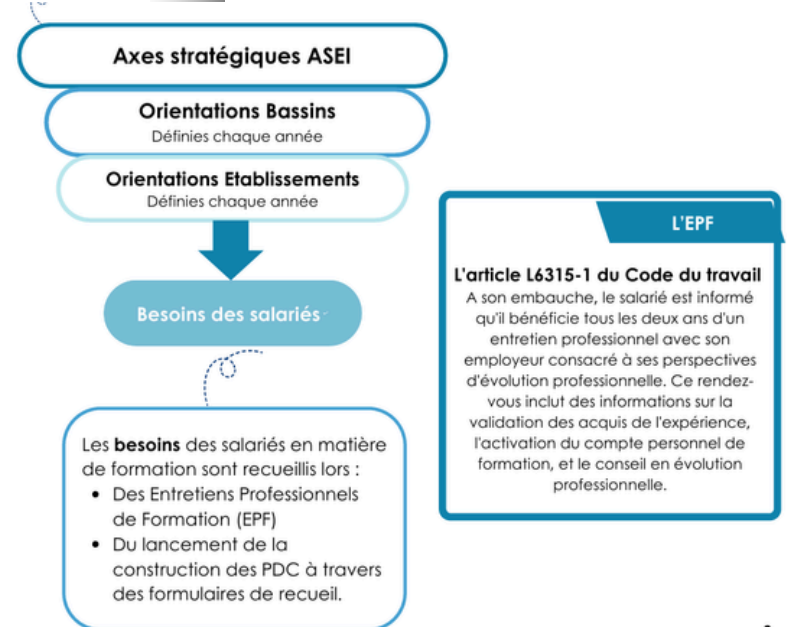 Axes stratégiques ASEI
Orientations Bassins
Définies chaque année
Orientations Etablissements
Définies chaque année
Besoins des salariés
Les besoins des salariés en matière
de formation sont recueillis lors :
• Des Entretiens Professionnels
de Formation (EPF)
• Du lancement de la
construction des PDC à travers
des formulaires de recueil.
L'EPF
L'article L6315-1 du Code du travail
A son embauche, le salarié est informé
qu'il bénéficie tous les deux ans d'un
entretien professionnel avec son
employeur consacré à ses perspectives
d'évolution professionnelle. Ce rendez-
vous inclut des informations sur la
validation des acquis de l'expérience,
l'activation du compte personnel de
formation, et le conseil en évolution
professionnelle.